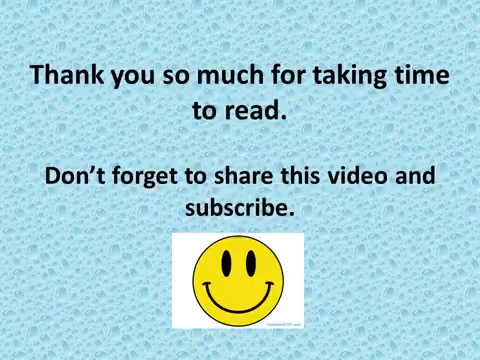 Thank you so much for taking time
to read.
Don’t forget to share this video and
subscribe.